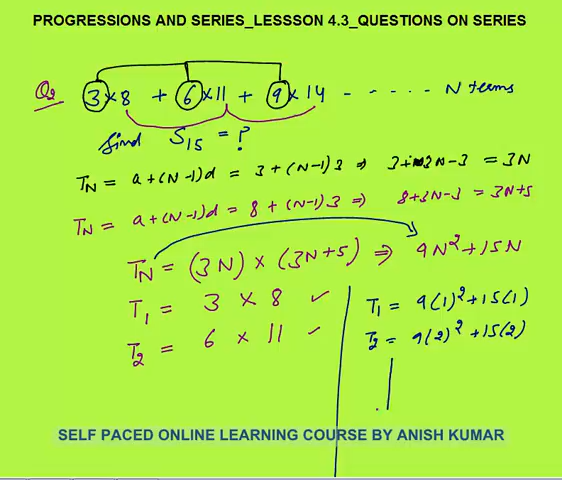 PROGRESSIONS AND SERIES_LESSSON 4.3_QUESTIONS ON SERIES
Q2 3 × 8 + 6 × 11 + 9 × 14 - - - - - - N terms
find S15 = ?
TN = a + (N-1)d = 3 + (N-1)3 ⇒ 3+3N-3 = 3N
TN = a + (N-1)d = 8 + (N-1)3 ⇒ 8+3N-3 = 3N+5
TN = (3N) × (3N+5) ⇒ 9N² + 15N
T1 = 3 × 8 ✓
T2 = 6 × 11 ✓
T1 = 9(1)² + 15(1)
T2 = 9(2)² + 15(2)
SELF PACED ONLINE LEARNING COURSE BY ANISH KUMAR